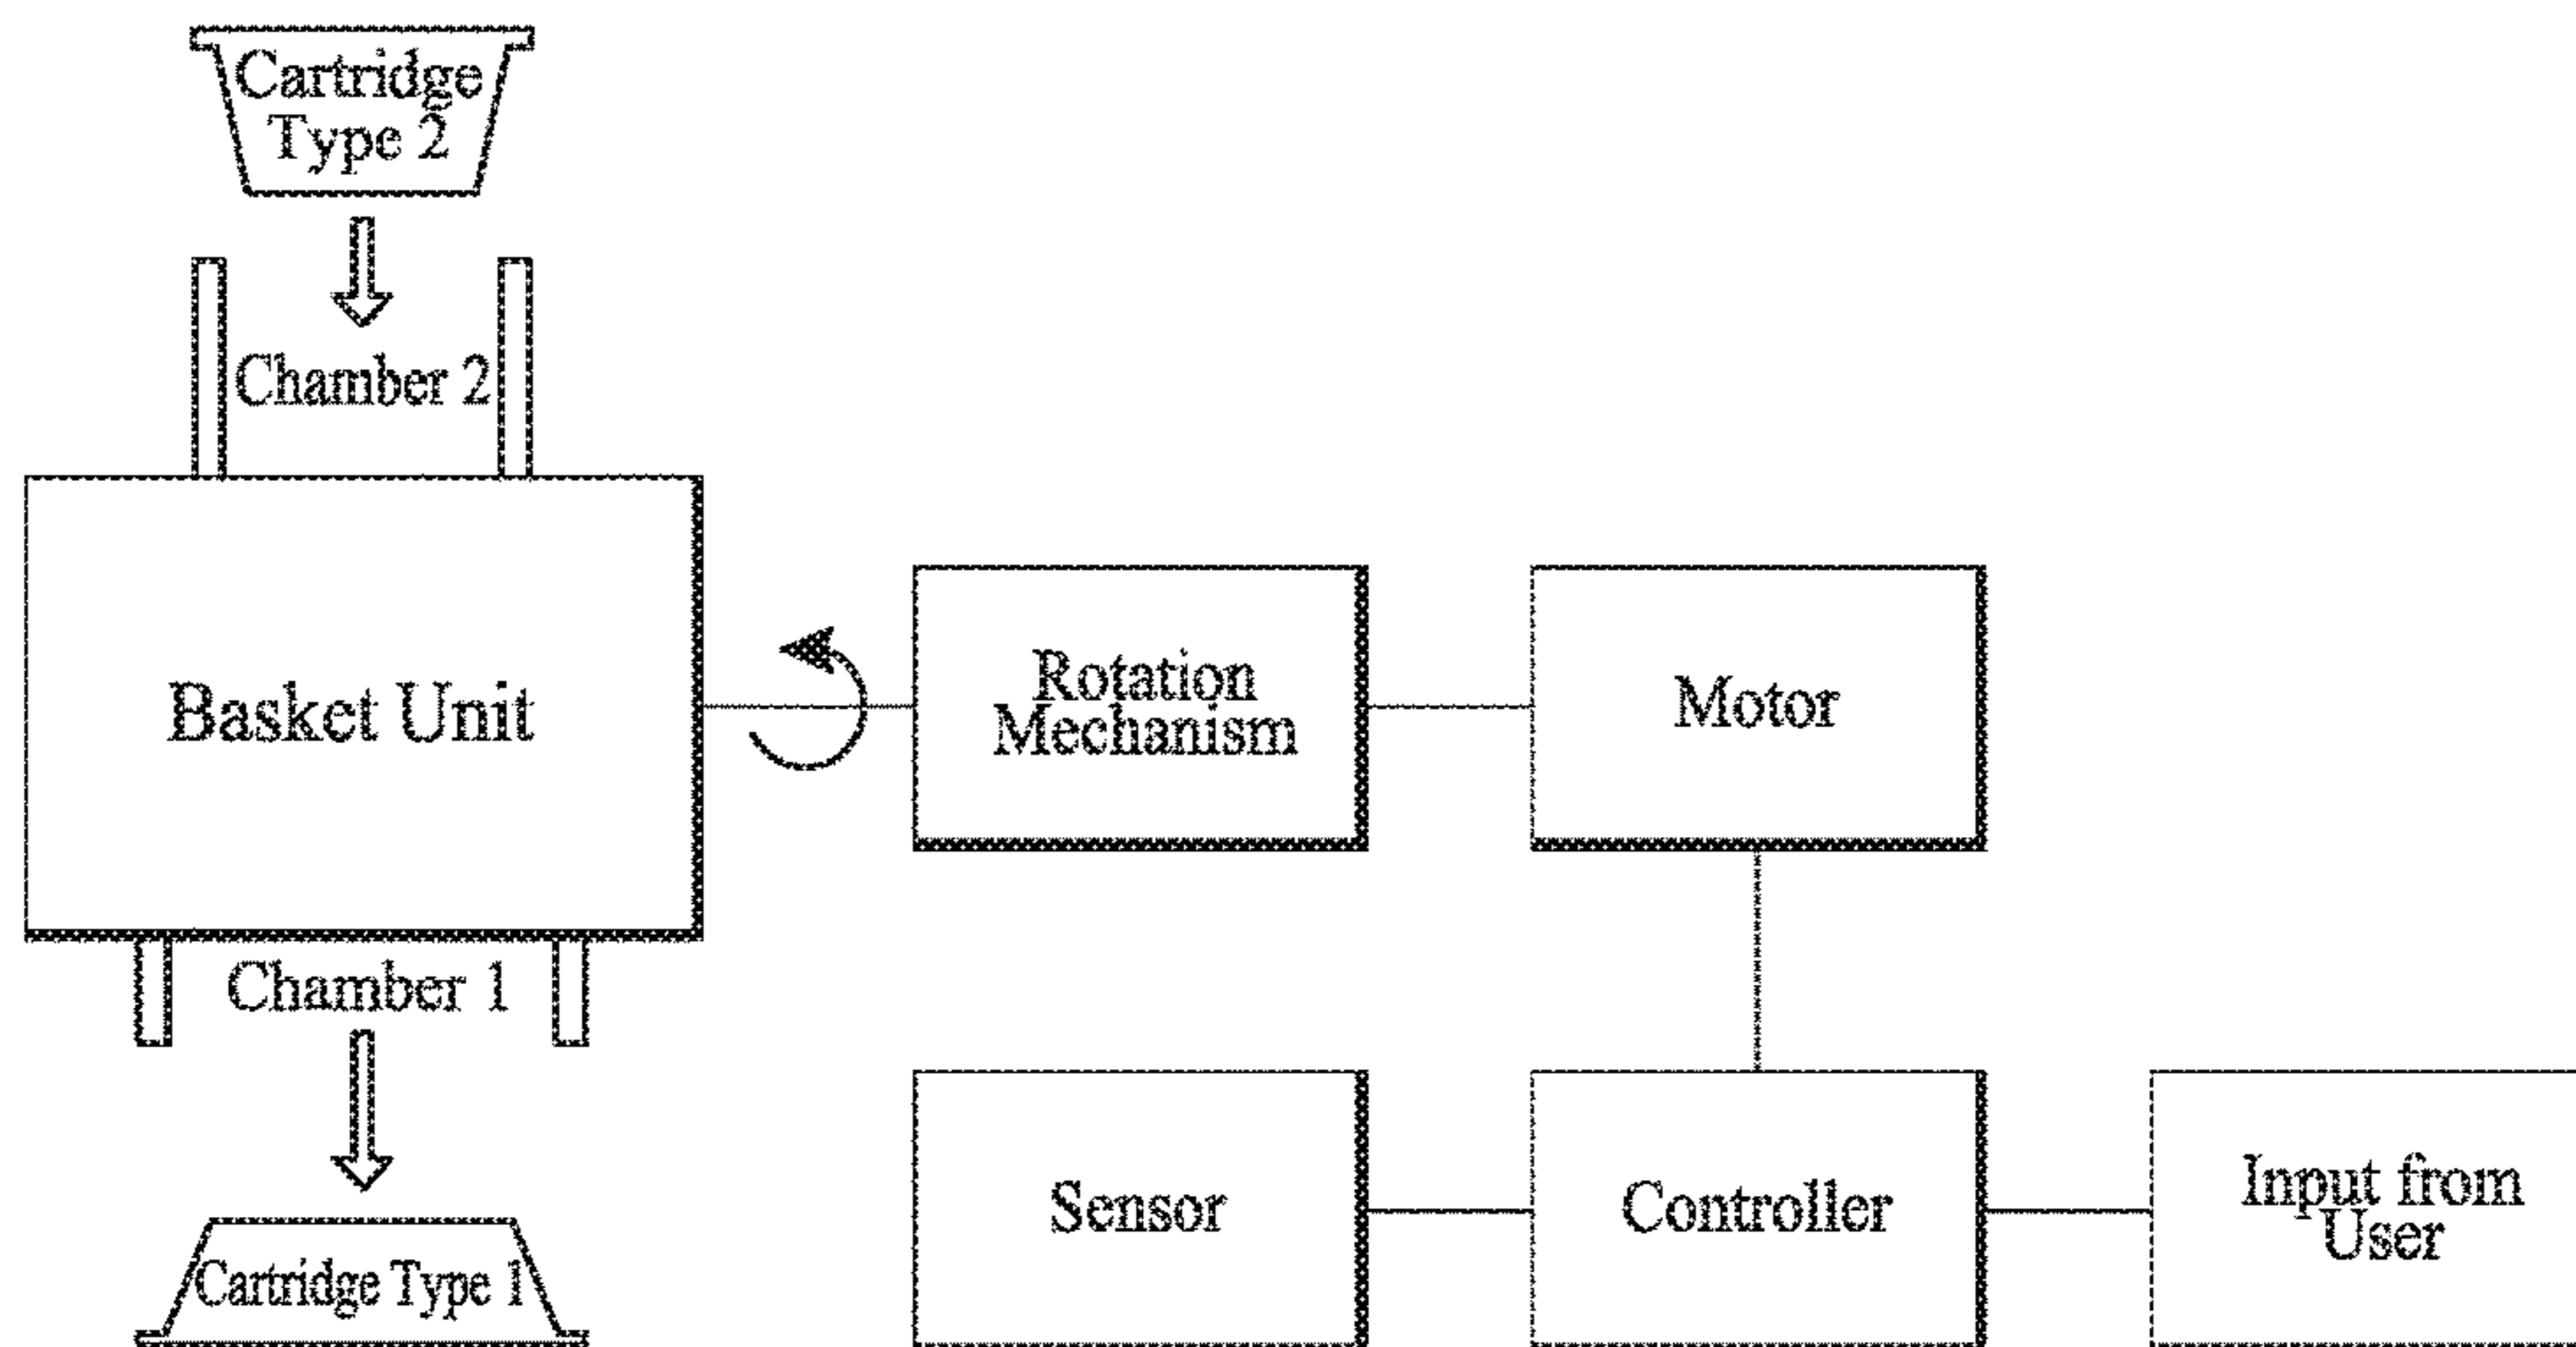 Cartridge
Type 2
Chamber 2
Basket Unit
Rotation
Mechanism
Motor
Chamber 1
Sensor
Controller
Input from
User
Cartridge Type 1